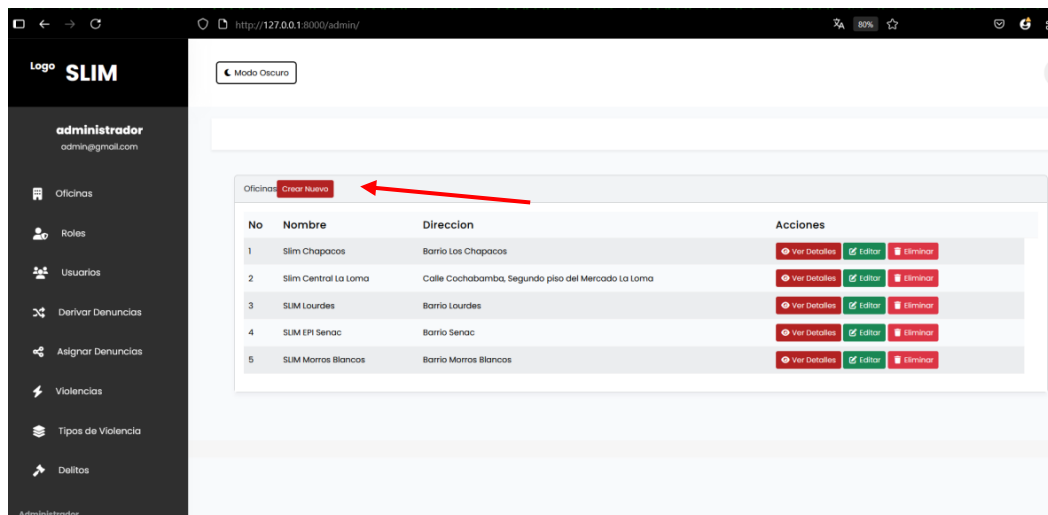 http://127.0.0.1:8000/admin/
80%
Logo SLIM
Modo Oscuro
administrador
admin@gmail.com
Oficinas
Roles
Usuarios
Derivar Denuncias
Asignar Denuncias
Violencias
Tipos de Violencia
Delitos
Administrador
Oficinas Crear Nuevo
No Nombre Direccion Acciones
1 Slim Chapacos Barrio Los Chapacos Ver Detalles Editar Eliminar
2 Slim Central La Loma Calle Cochabamba, Segundo piso del Mercado La Loma Ver Detalles Editar Eliminar
3 SLIM Lourdes Barrio Lourdes Ver Detalles Editar Eliminar
4 SLIM EPI Senac Barrio Senac Ver Detalles Editar Eliminar
5 SLIM Morros Blancos Barrio Morros Blancos Ver Detalles Editar Eliminar